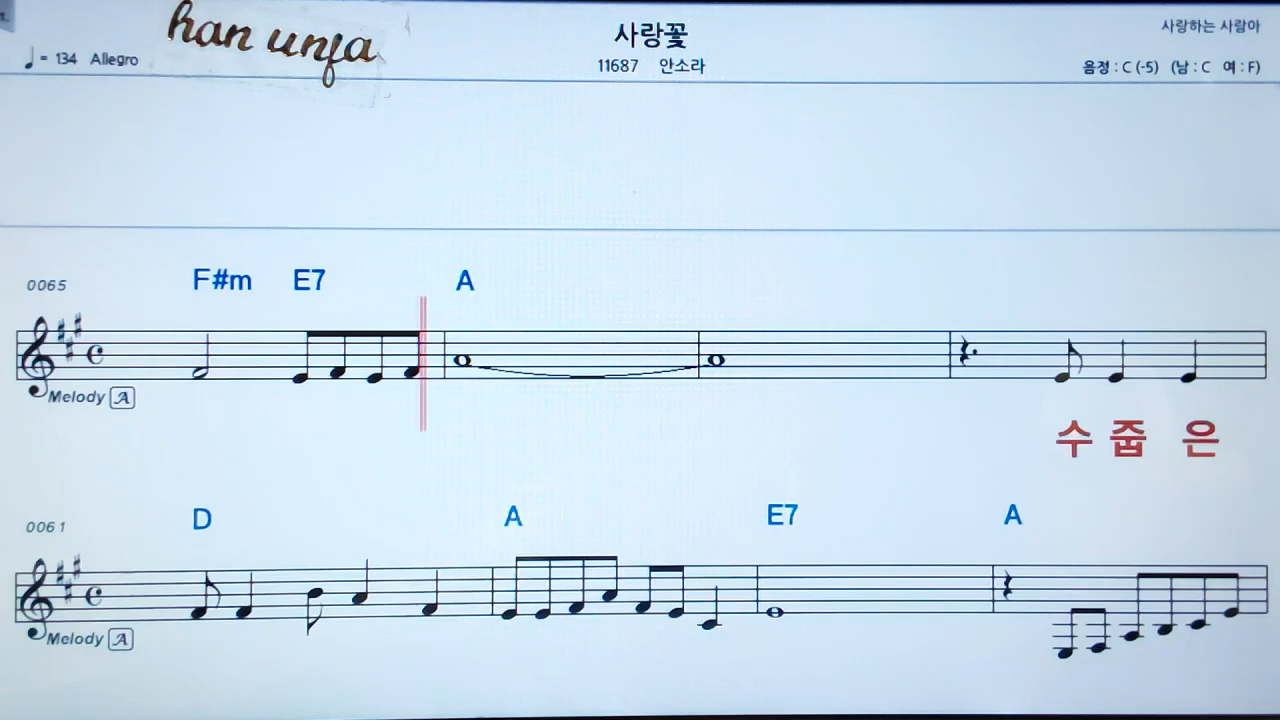 han unja
사랑꽃
사랑하는 사람아
♩ = 134 Allegro
11687 안소라
음정 : C (-5) (남 : C 여 : F)
0065
F#m E7 A
Melody A
수 줍 은
0061
D A E7 A
Melody A